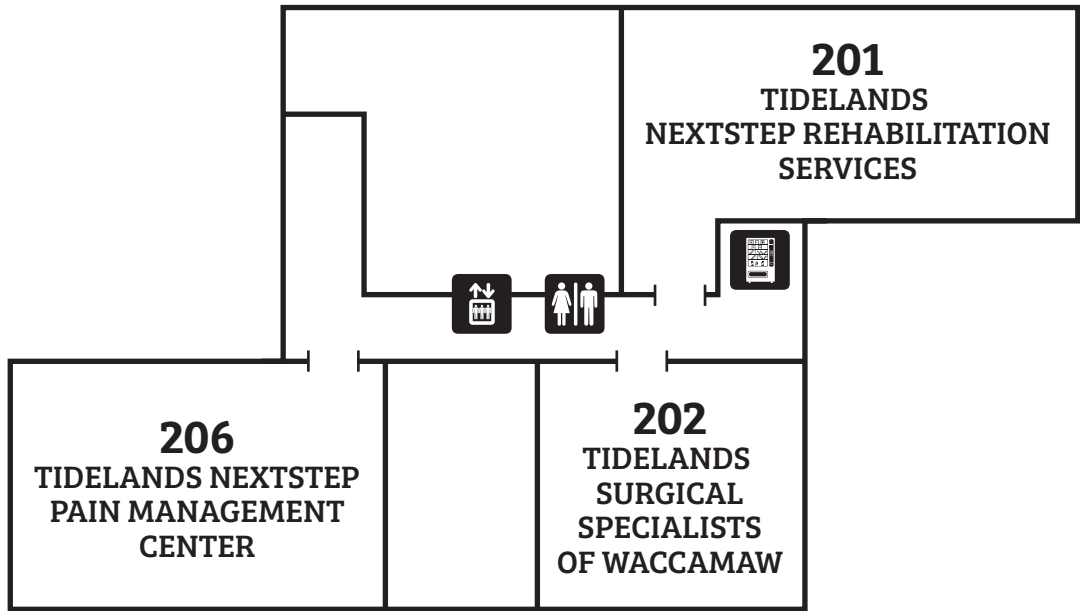 201
TIDELANDS
NEXTSTEP REHABILITATION
SERVICES
206
TIDELANDS NEXTSTEP
PAIN MANAGEMENT
CENTER
202
TIDELANDS
SURGICAL
SPECIALISTS
OF WACCAMAW